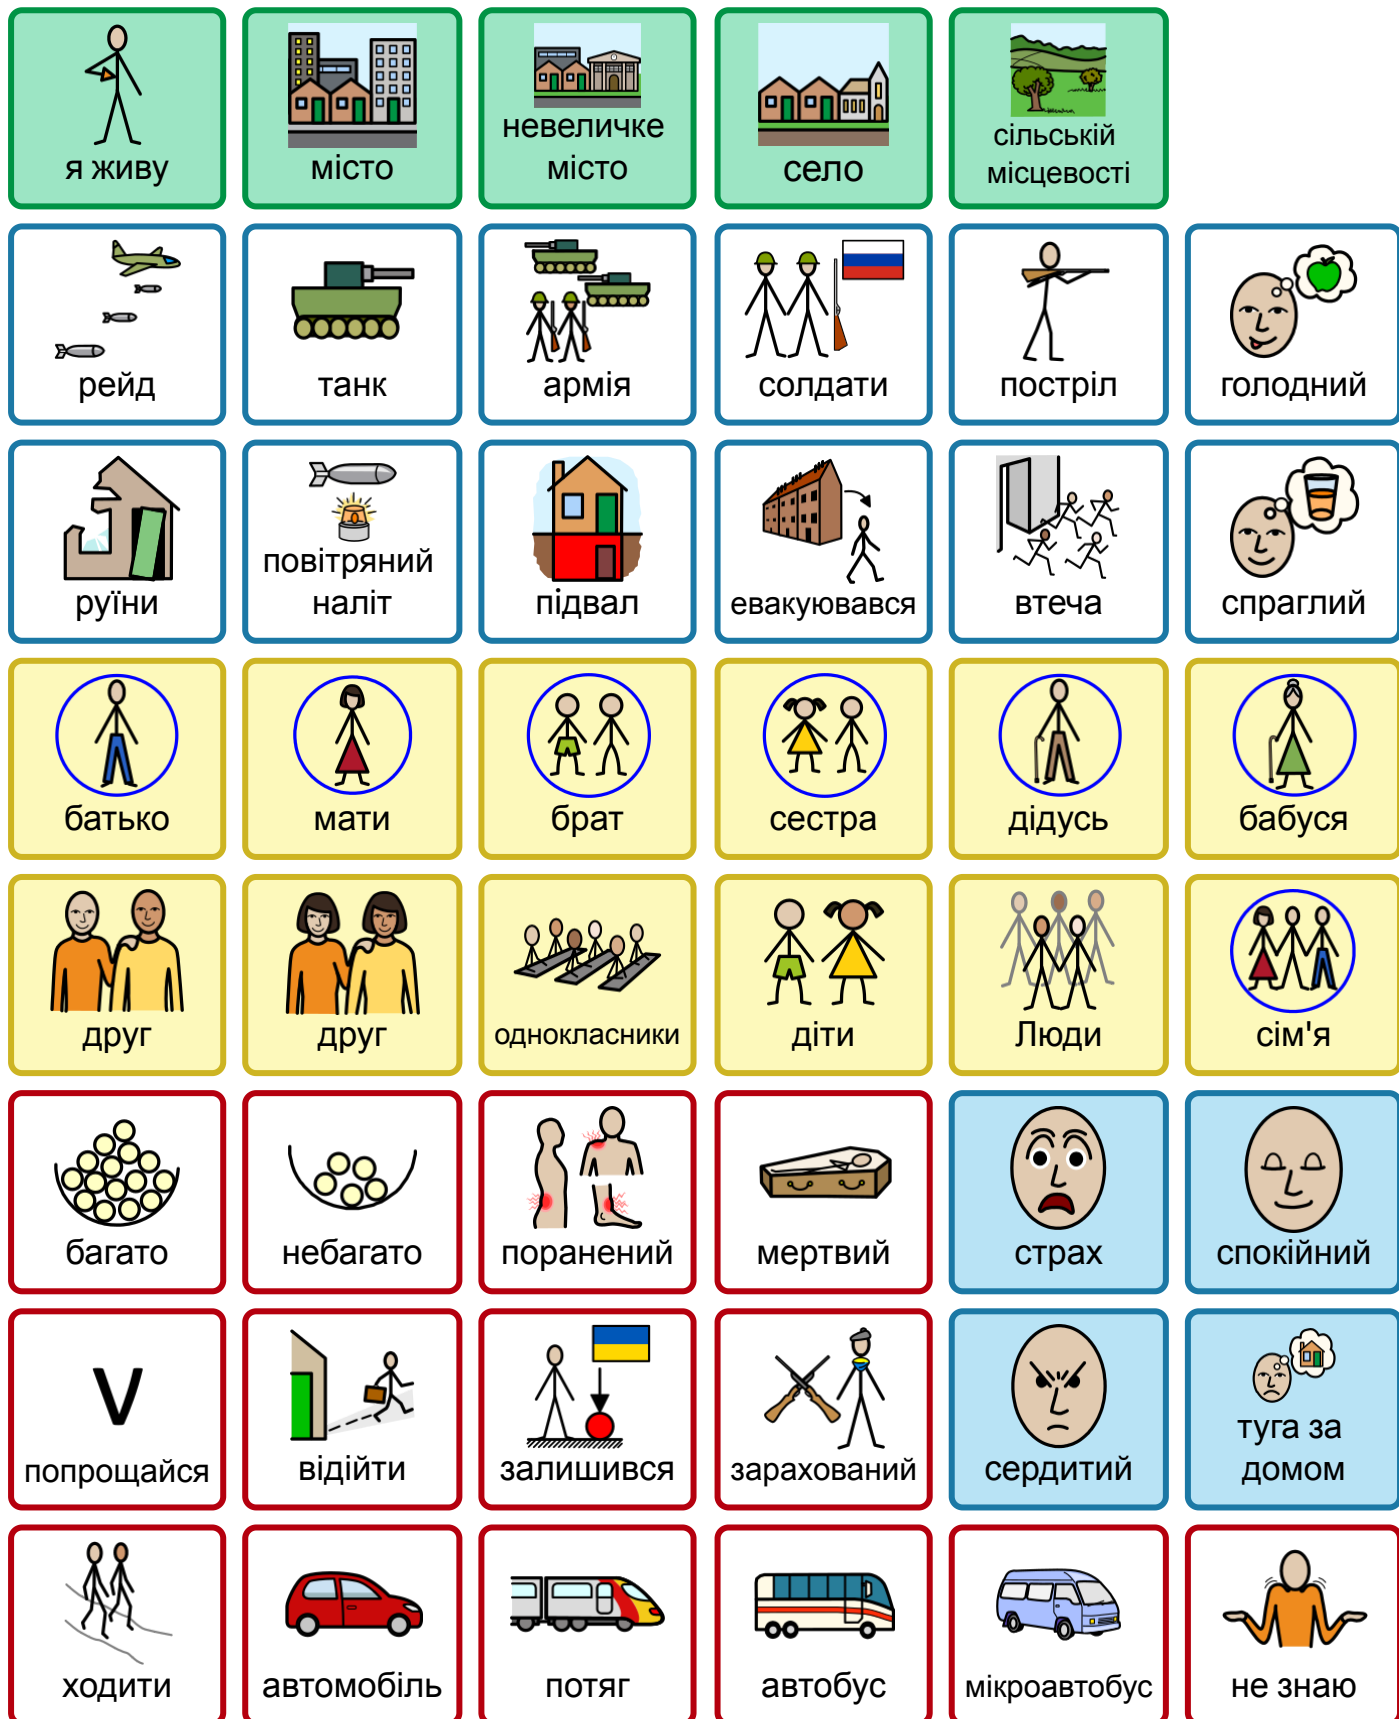 я живу
місто
невеличке
місто
село
сільській
місцевості
рейд
танк
армія
солдати
постріл
голодний
руїни
повітряний
наліт
підвал
евакуювався
втеча
спраглий
батько
мати
брат
сестра
дідусь
бабуся
друг
друг
однокласники
діти
Люди
сім'я
багато
небагато
поранений
мертвий
страх
спокійний
V
попрощайся
відійти
залишився
зарахований
сердитий
туга за
домом
ходити
автомобіль
потяг
автобус
мікроавтобус
не знаю